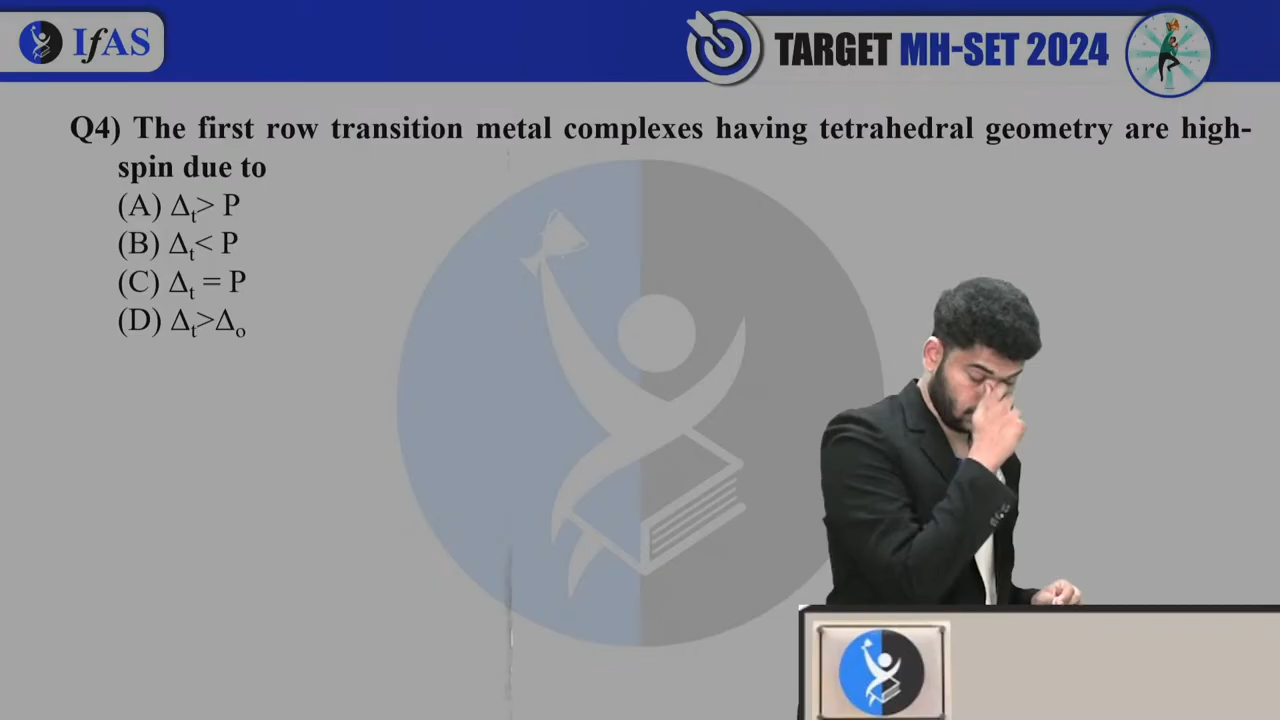 IfAS
TARGET MH-SET 2024
Q4) The first row transition metal complexes having tetrahedral geometry are high-
spin due to
(A) Δₜ> P
(B) Δₜ< P
(C) Δₜ = P
(D) Δₜ>Δₒ